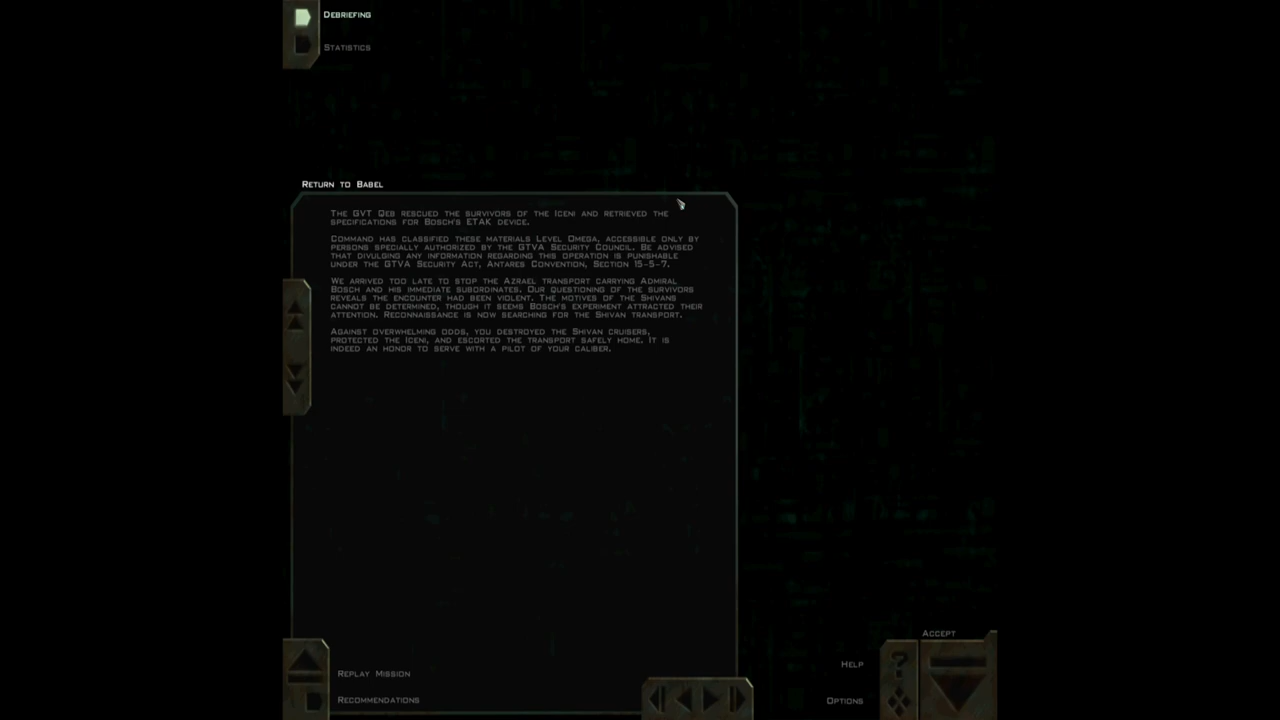 Debriefing
Statistics
Return to Babel
The GVT Qeb rescued the survivors of the Iceni and retrieved the
specifications for Bosch's ETAK device.
Command has classified these materials Level Omega, accessible only by
persons specially authorized by the GTVA Security Council. Be advised
that divulging any information regarding this operation is punishable
under the GTVA Security Act, Antares Convention, Section 15-5-7.
We arrived too late to stop the Azrael transport carrying Admiral
Bosch and his immediate subordinates. Our questioning of the survivors
reveals the encounter had been violent. The motives of the Shivans
cannot be determined, though it seems Bosch's experiment attracted their
attention. Reconnaissance is now searching for the Shivan transport.
Against overwhelming odds, you destroyed the Shivan cruisers,
protected the Iceni, and escorted the transport safely home. It is
indeed an honor to serve with a pilot of your caliber.
Accept
Help
Replay Mission
Recommendations
Options